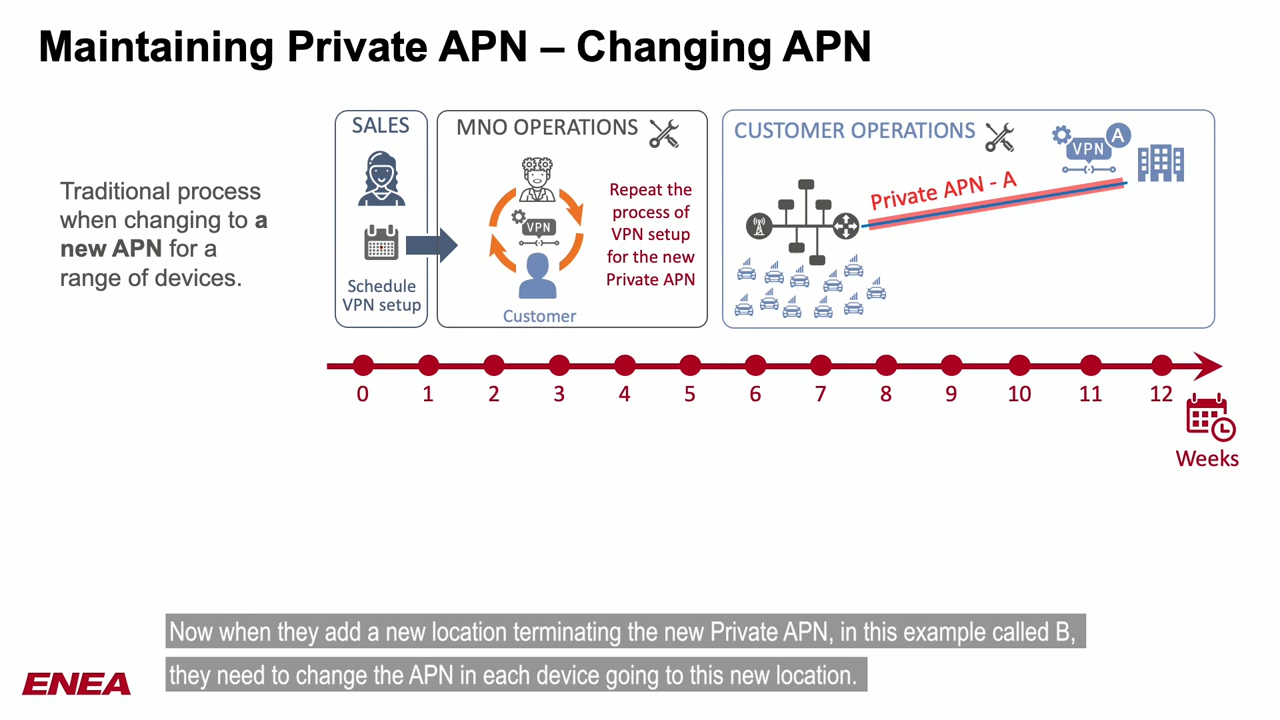 Maintaining Private APN – Changing APN
Traditional process
when changing to a
new APN for a
range of devices.
SALES
Schedule
VPN setup
MNO OPERATIONS
VPN
Customer
Repeat the
process of
VPN setup
for the new
Private APN
CUSTOMER OPERATIONS
VPN
A
Private APN - A
0 1 2 3 4 5 6 7 8 9 10 11 12
Weeks
Now when they add a new location terminating the new Private APN, in this example called B,
they need to change the APN in each device going to this new location.
ENEA